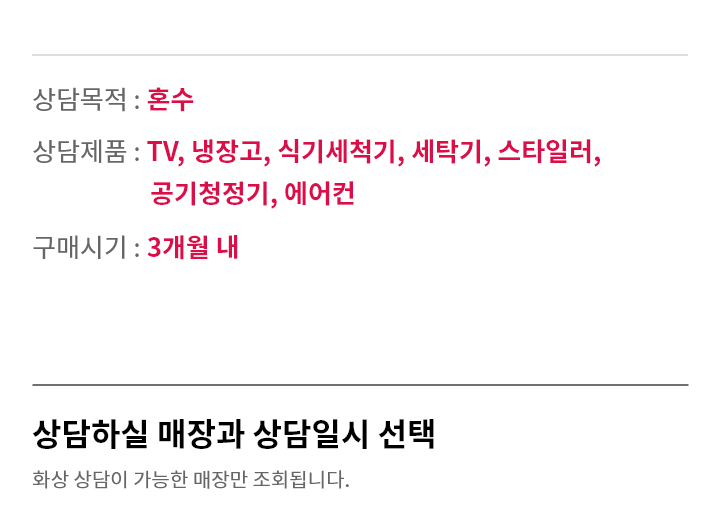 상담목적 : 혼수
상담제품 : TV, 냉장고, 식기세척기, 세탁기, 스타일러,
공기청정기, 에어컨
구매시기 : 3개월 내
상담하실 매장과 상담일시 선택
화상 상담이 가능한 매장만 조회됩니다.